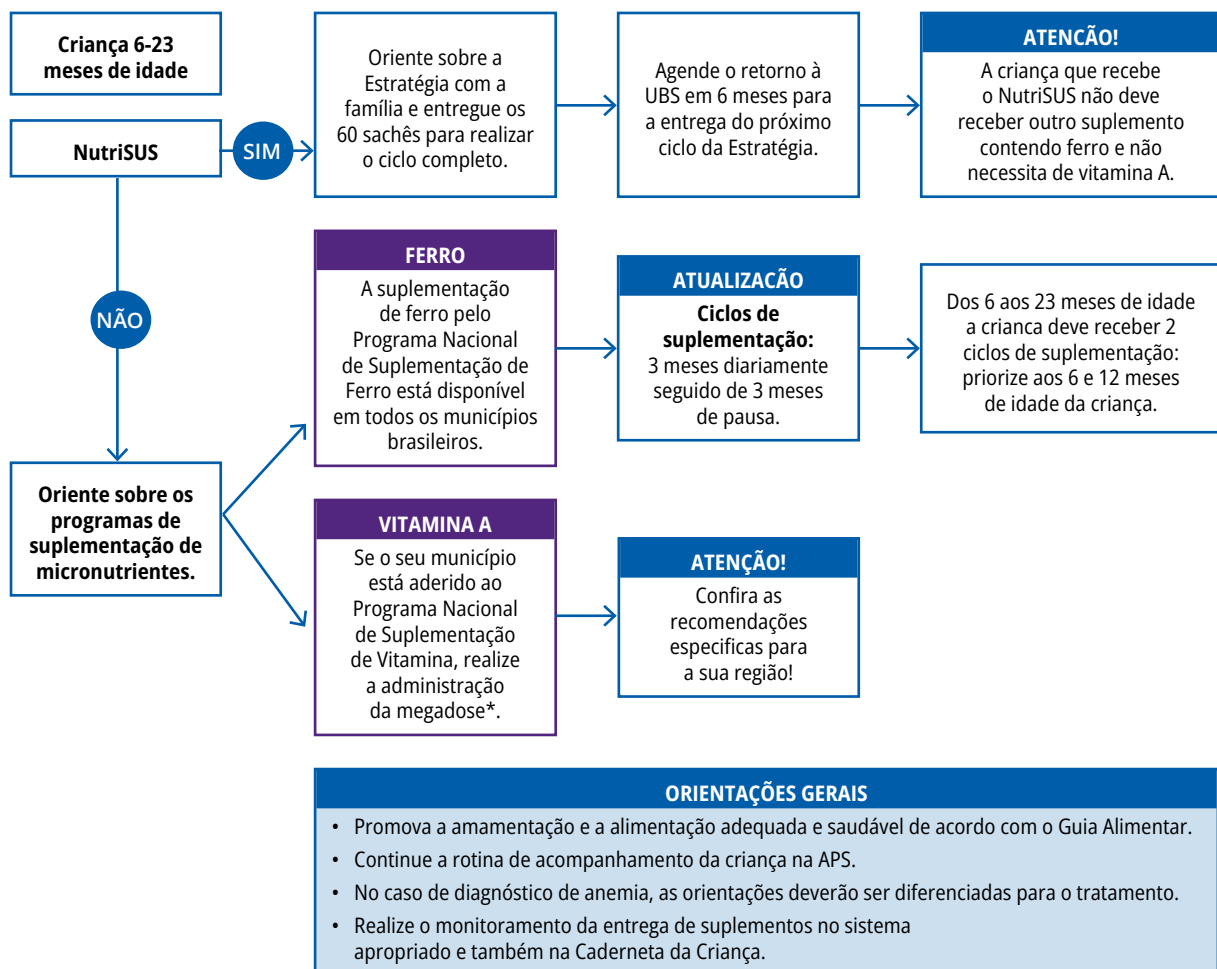 Criança 6-23
meses de idade
NutriSUS
SIM
Oriente sobre a
Estratégia com a
família e entregue os
60 sachês para realizar
o ciclo completo.
Agende o retorno à
UBS em 6 meses para
a entrega do próximo
ciclo da Estratégia.
ATENCÃO!
A criança que recebe
o NutriSUS não deve
receber outro suplemento
contendo ferro e não
necessita de vitamina A.
NÃO
Oriente sobre os
programas de
suplementação de
micronutrientes.
FERRO
A suplementação
de ferro pelo
Programa Nacional
de Suplementação de
Ferro está disponível
em todos os municípios
brasileiros.
ATUALIZACÃO
Ciclos de
suplementação:
3 meses diariamente
seguido de 3 meses
de pausa.
Dos 6 aos 23 meses de idade
a crianca deve receber 2
ciclos de suplementação:
priorize aos 6 e 12 meses
de idade da criança.
VITAMINA A
Se o seu município
está aderido ao
Programa Nacional
de Suplementação
de Vitamina, realize
a administração
da megadose*.
ATENÇÃO!
Confira as
recomendações
especificas para
a sua região!
ORIENTAÇÕES GERAIS
• Promova a amamentação e a alimentação adequada e saudável de acordo com o Guia Alimentar.
• Continue a rotina de acompanhamento da criança na APS.
• No caso de diagnóstico de anemia, as orientações deverão ser diferenciadas para o tratamento.
• Realize o monitoramento da entrega de suplementos no sistema
apropriado e também na Caderneta da Criança.